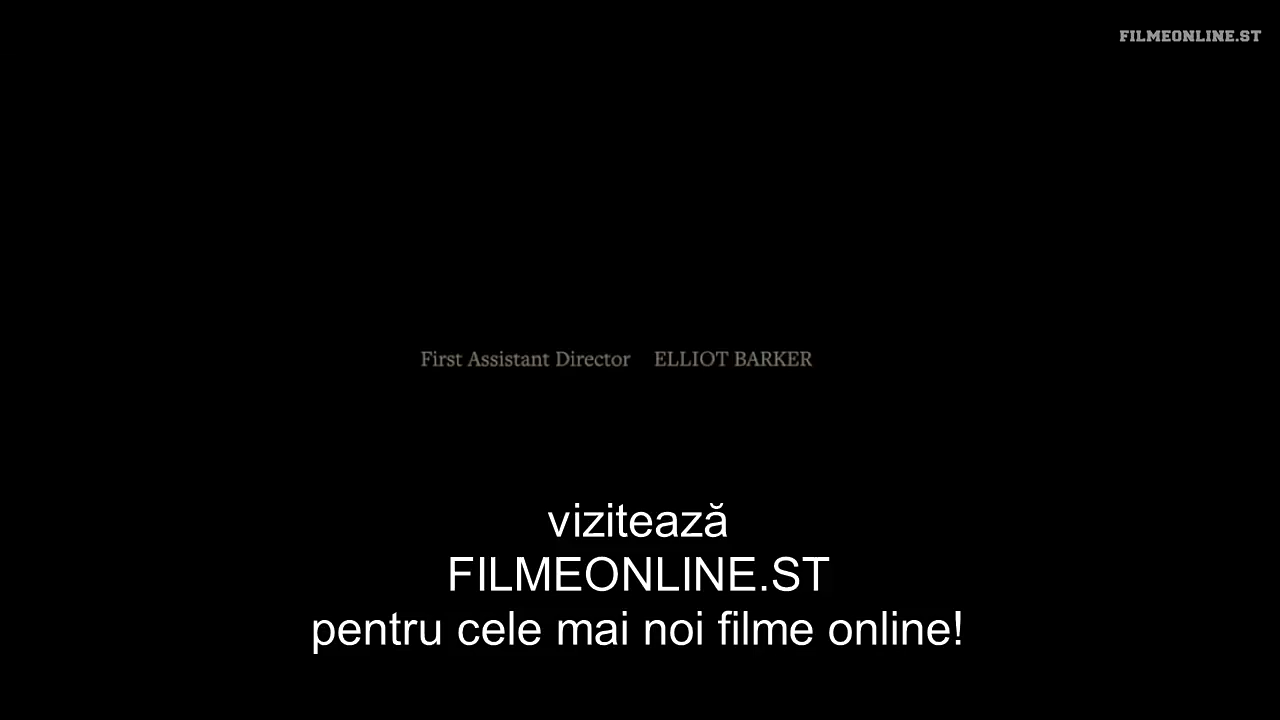 FILMEONLINE.ST
First Assistant Director ELLIOT BARKER
vizitează
FILMEONLINE.ST
pentru cele mai noi filme online!